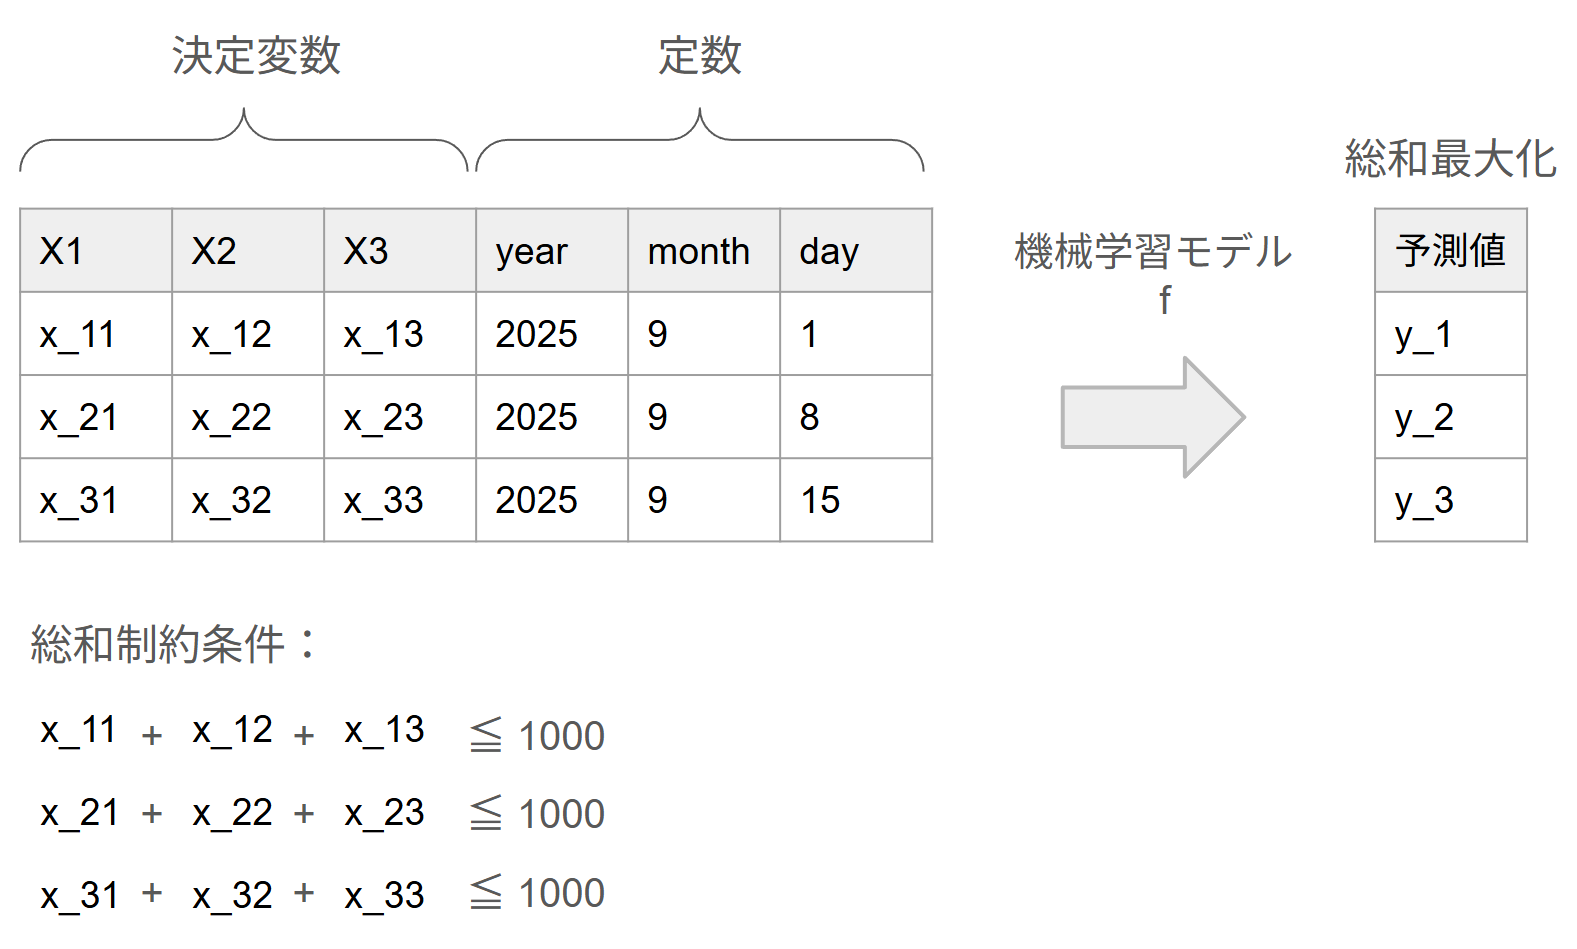 決定変数 定数
総和最大化
X1 X2 X3 year month day
機械学習モデル
f
予測値
x_11 x_12 x_13 2025 9 1 y_1
x_21 x_22 x_23 2025 9 8 y_2
x_31 x_32 x_33 2025 9 15 y_3
総和制約条件：
x_11 + x_12 + x_13 ≦ 1000
x_21 + x_22 + x_23 ≦ 1000
x_31 + x_32 + x_33 ≦ 1000